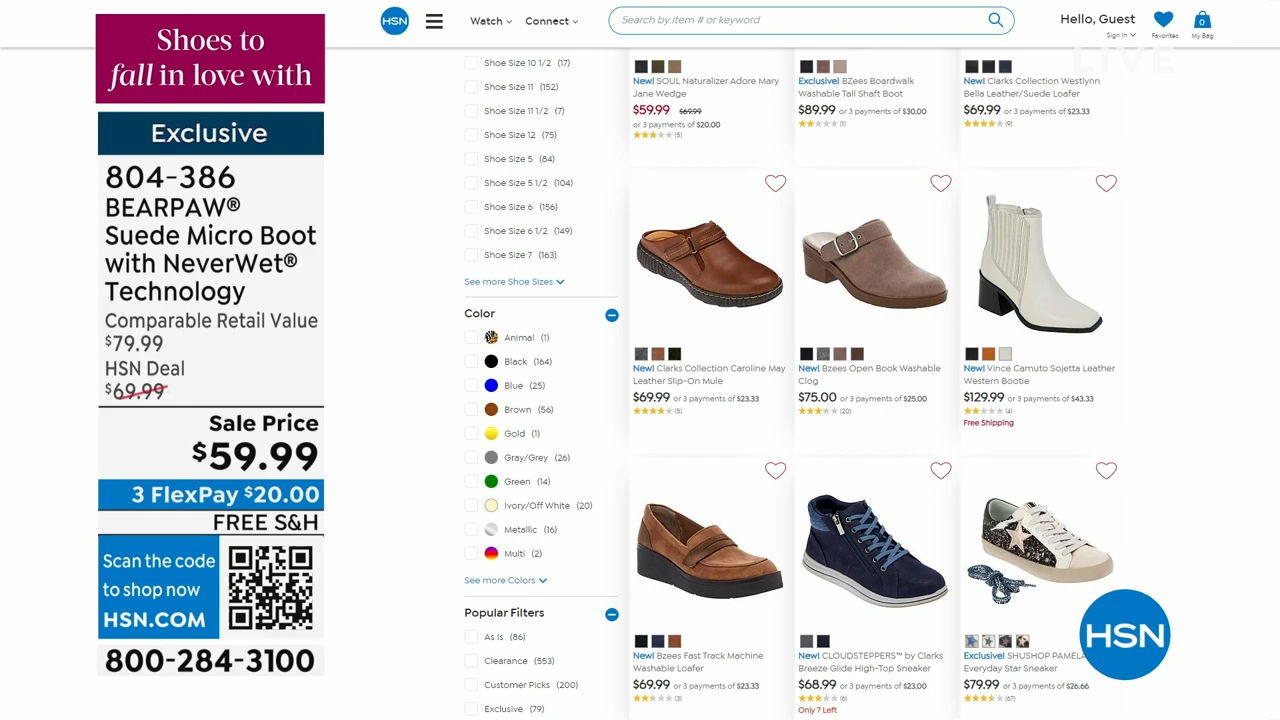 Shoes to
fall in love with
Exclusive
804-386
BEARPAW®
Suede Micro Boot
with NeverWet®
Technology
Comparable Retail Value
$79.99
HSN Deal
$69.99
Sale Price
$59.99
3 FlexPay $20.00
FREE S&H
Scan the code
to shop now
HSN.COM
800-284-3100
HSN
Watch
Connect
Search by item # or keyword
Hello, Guest
Sign In
Favorites
0
My Bag
LIVE
Shoe Size 10 1/2 (17)
Shoe Size 11 (152)
Shoe Size 11 1/2 (7)
Shoe Size 12 (75)
Shoe Size 5 (84)
Shoe Size 5 1/2 (104)
Shoe Size 6 (156)
Shoe Size 6 1/2 (149)
Shoe Size 7 (163)
See more Shoe Sizes
Color
Animal (1)
Black (164)
Blue (25)
Brown (56)
Gold (1)
Gray/Grey (26)
Green (14)
Ivory/Off White (20)
Metallic (16)
Multi (2)
See more Colors
Popular Filters
As Is (86)
Clearance (553)
Customer Picks (200)
Exclusive (79)
New! SOUL Naturalizer Adore Mary
Jane Wedge
$59.99 $69.99
or 3 payments of $20.00
(5)
Exclusive! BZees Boardwalk
Washable Tall Shaft Boot
$89.99 or 3 payments of $30.00
(1)
New! Clarks Collection Westlynn
Bella Leather/Suede Loafer
$69.99 or 3 payments of $23.33
(9)
New! Clarks Collection Caroline May
Leather Slip-On Mule
$69.99 or 3 payments of $23.33
(5)
New! Bzees Open Book Washable
Clog
$75.00 or 3 payments of $25.00
(20)
New! Vince Camuto Sojetta Leather
Western Bootie
$129.99 or 3 payments of $43.33
(4)
Free Shipping
New! Bzees Fast Track Machine
Washable Loafer
$69.99 or 3 payments of $23.33
(3)
New! CLOUDSTEPPERS™ by Clarks
Breeze Glide High-Top Sneaker
$68.99 or 3 payments of $23.00
(6)
Only 7 Left
Exclusive! SHUSHOP PAMELA
Everyday Star Sneaker
$79.99 or 3 payments of $26.66
(67)
HSN